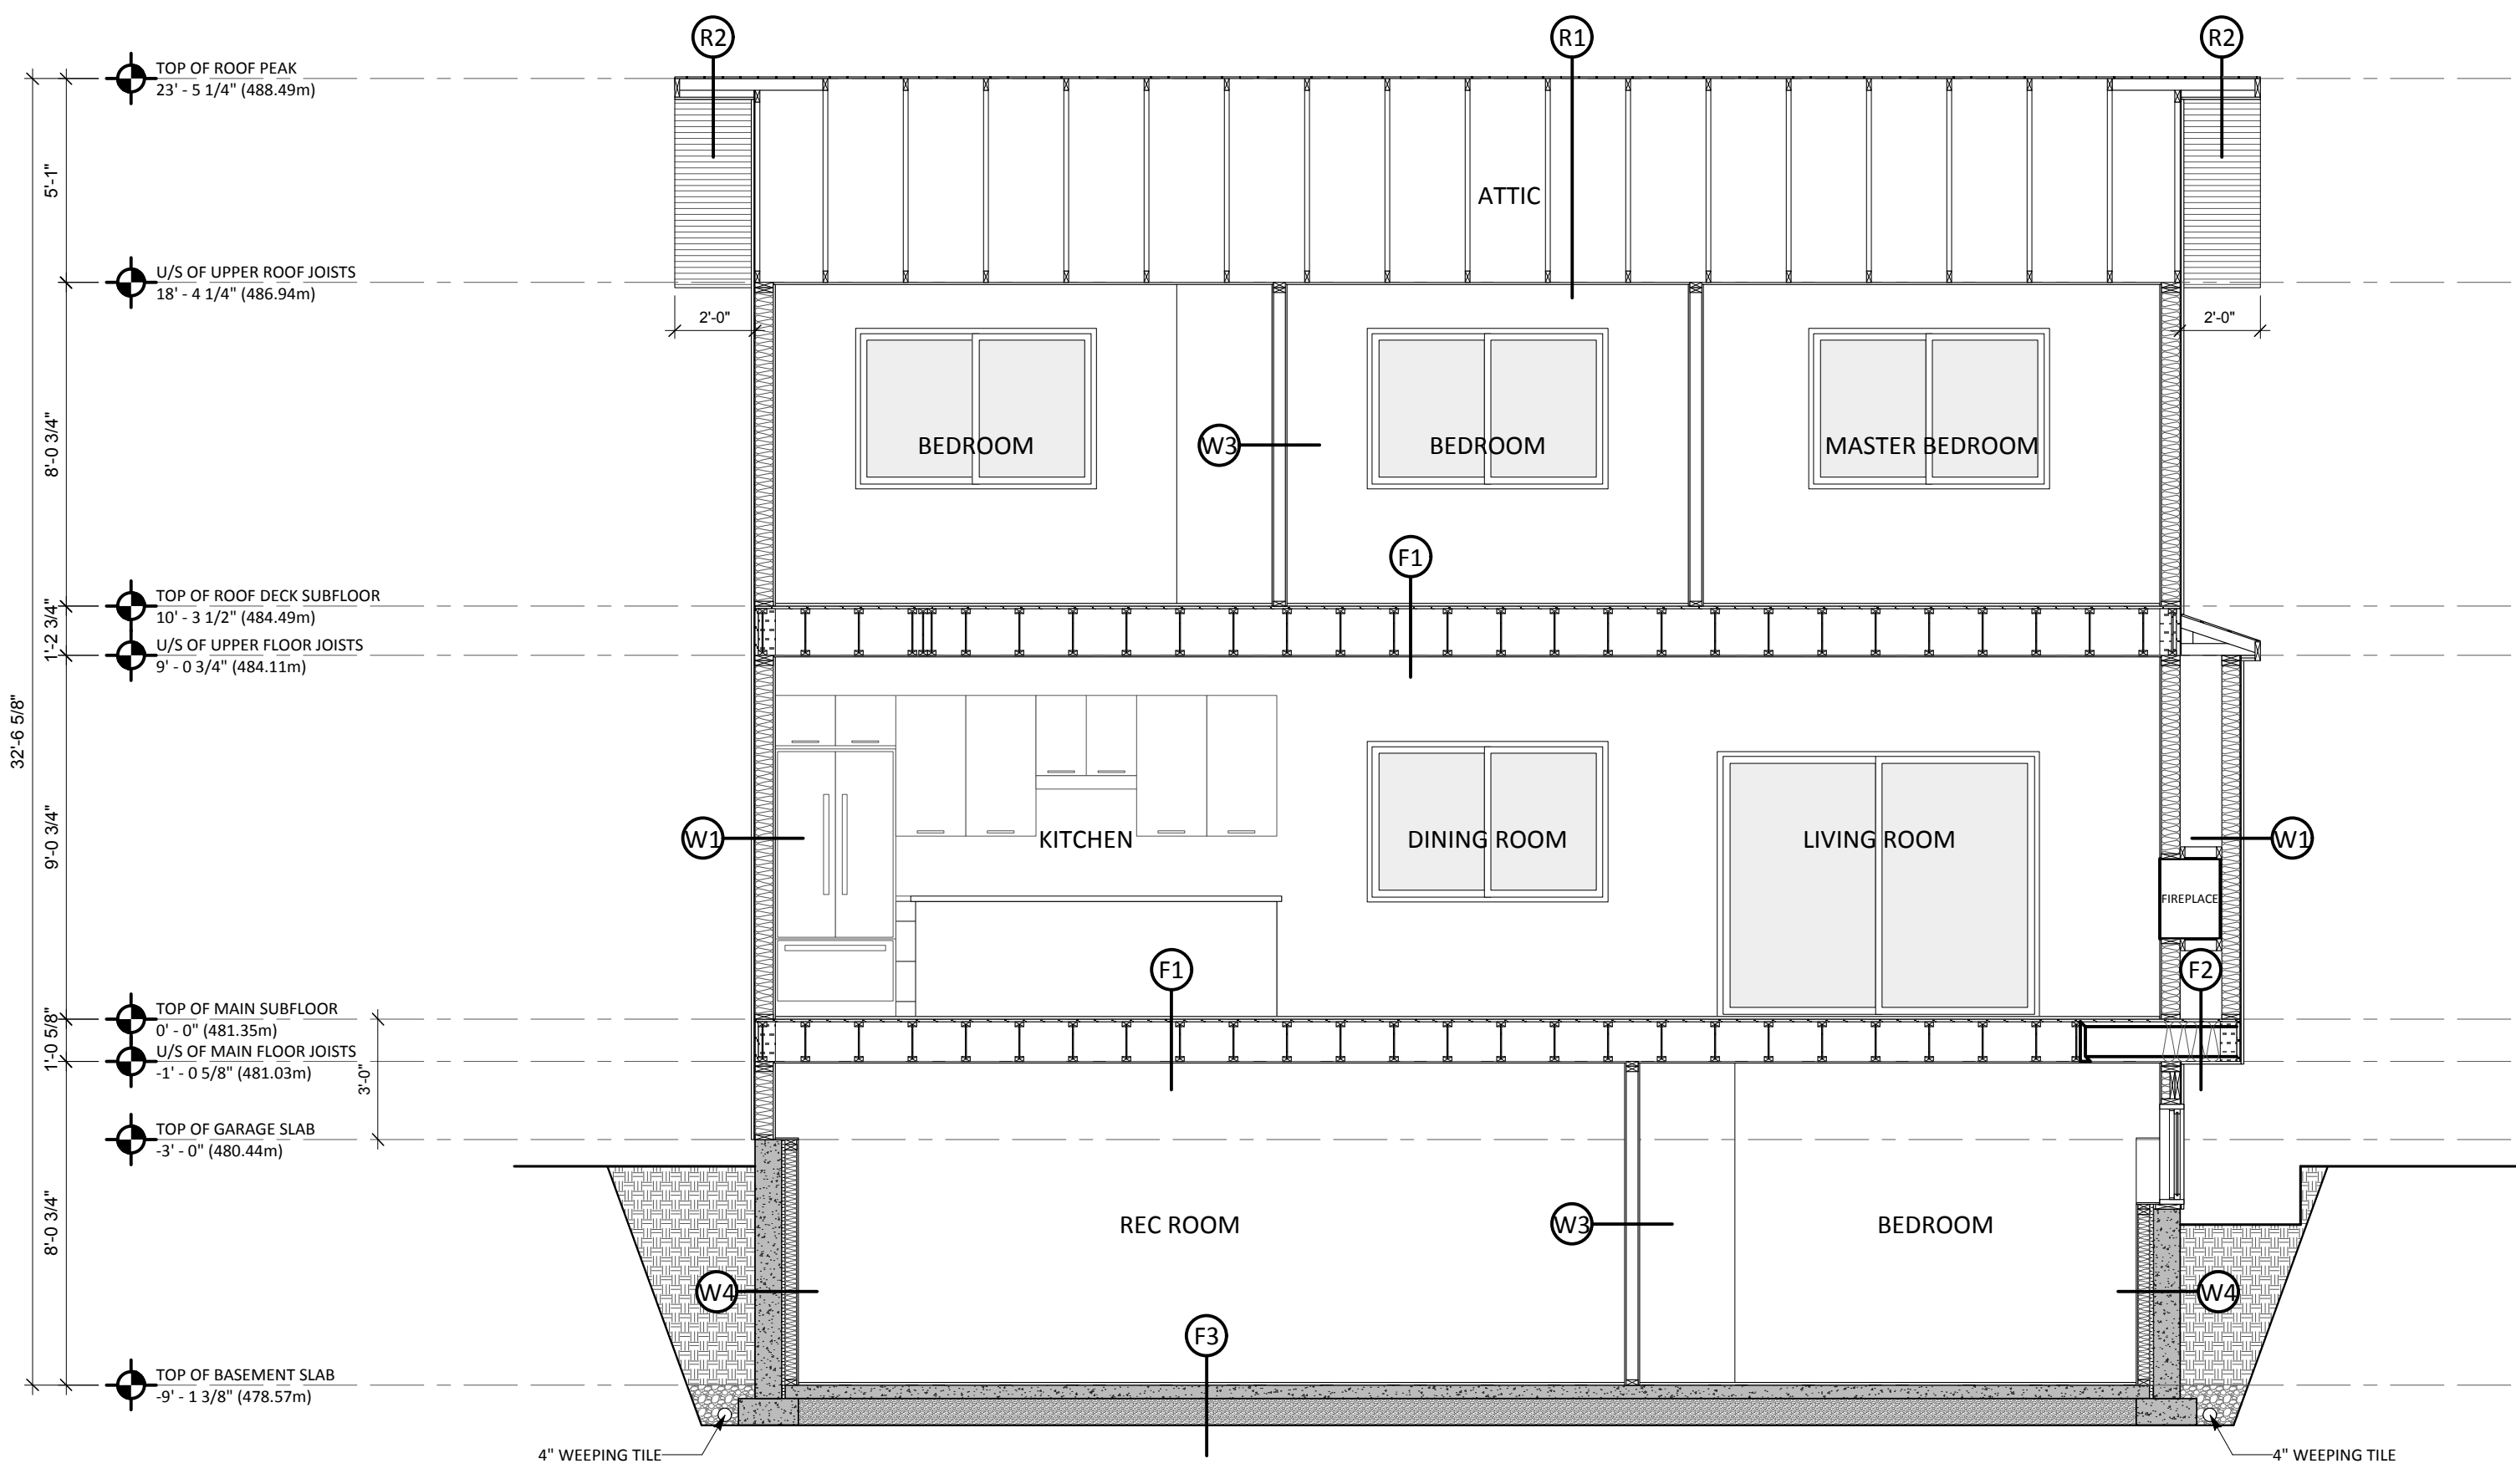 R2
R1
R2
TOP OF ROOF PEAK
23' - 5 1/4" (488.49m)
5'-1"
ATTIC
U/S OF UPPER ROOF JOISTS
18' - 4 1/4" (486.94m)
2'-0"
2'-0"
8'-0 3/4"
BEDROOM
W3
BEDROOM
MASTER BEDROOM
F1
TOP OF ROOF DECK SUBFLOOR
10' - 3 1/2" (484.49m)
1'-2 3/4"
U/S OF UPPER FLOOR JOISTS
9' - 0 3/4" (484.11m)
32'-6 5/8"
9'-0 3/4"
W1
KITCHEN
DINING ROOM
LIVING ROOM
W1
FIREPLACE
F1
F2
TOP OF MAIN SUBFLOOR
0' - 0" (481.35m)
1'-0 5/8"
U/S OF MAIN FLOOR JOISTS
-1' - 0 5/8" (481.03m)
3'-0"
TOP OF GARAGE SLAB
-3' - 0" (480.44m)
8'-0 3/4"
REC ROOM
W3
BEDROOM
W4
W4
F3
TOP OF BASEMENT SLAB
-9' - 1 3/8" (478.57m)
4" WEEPING TILE
4" WEEPING TILE